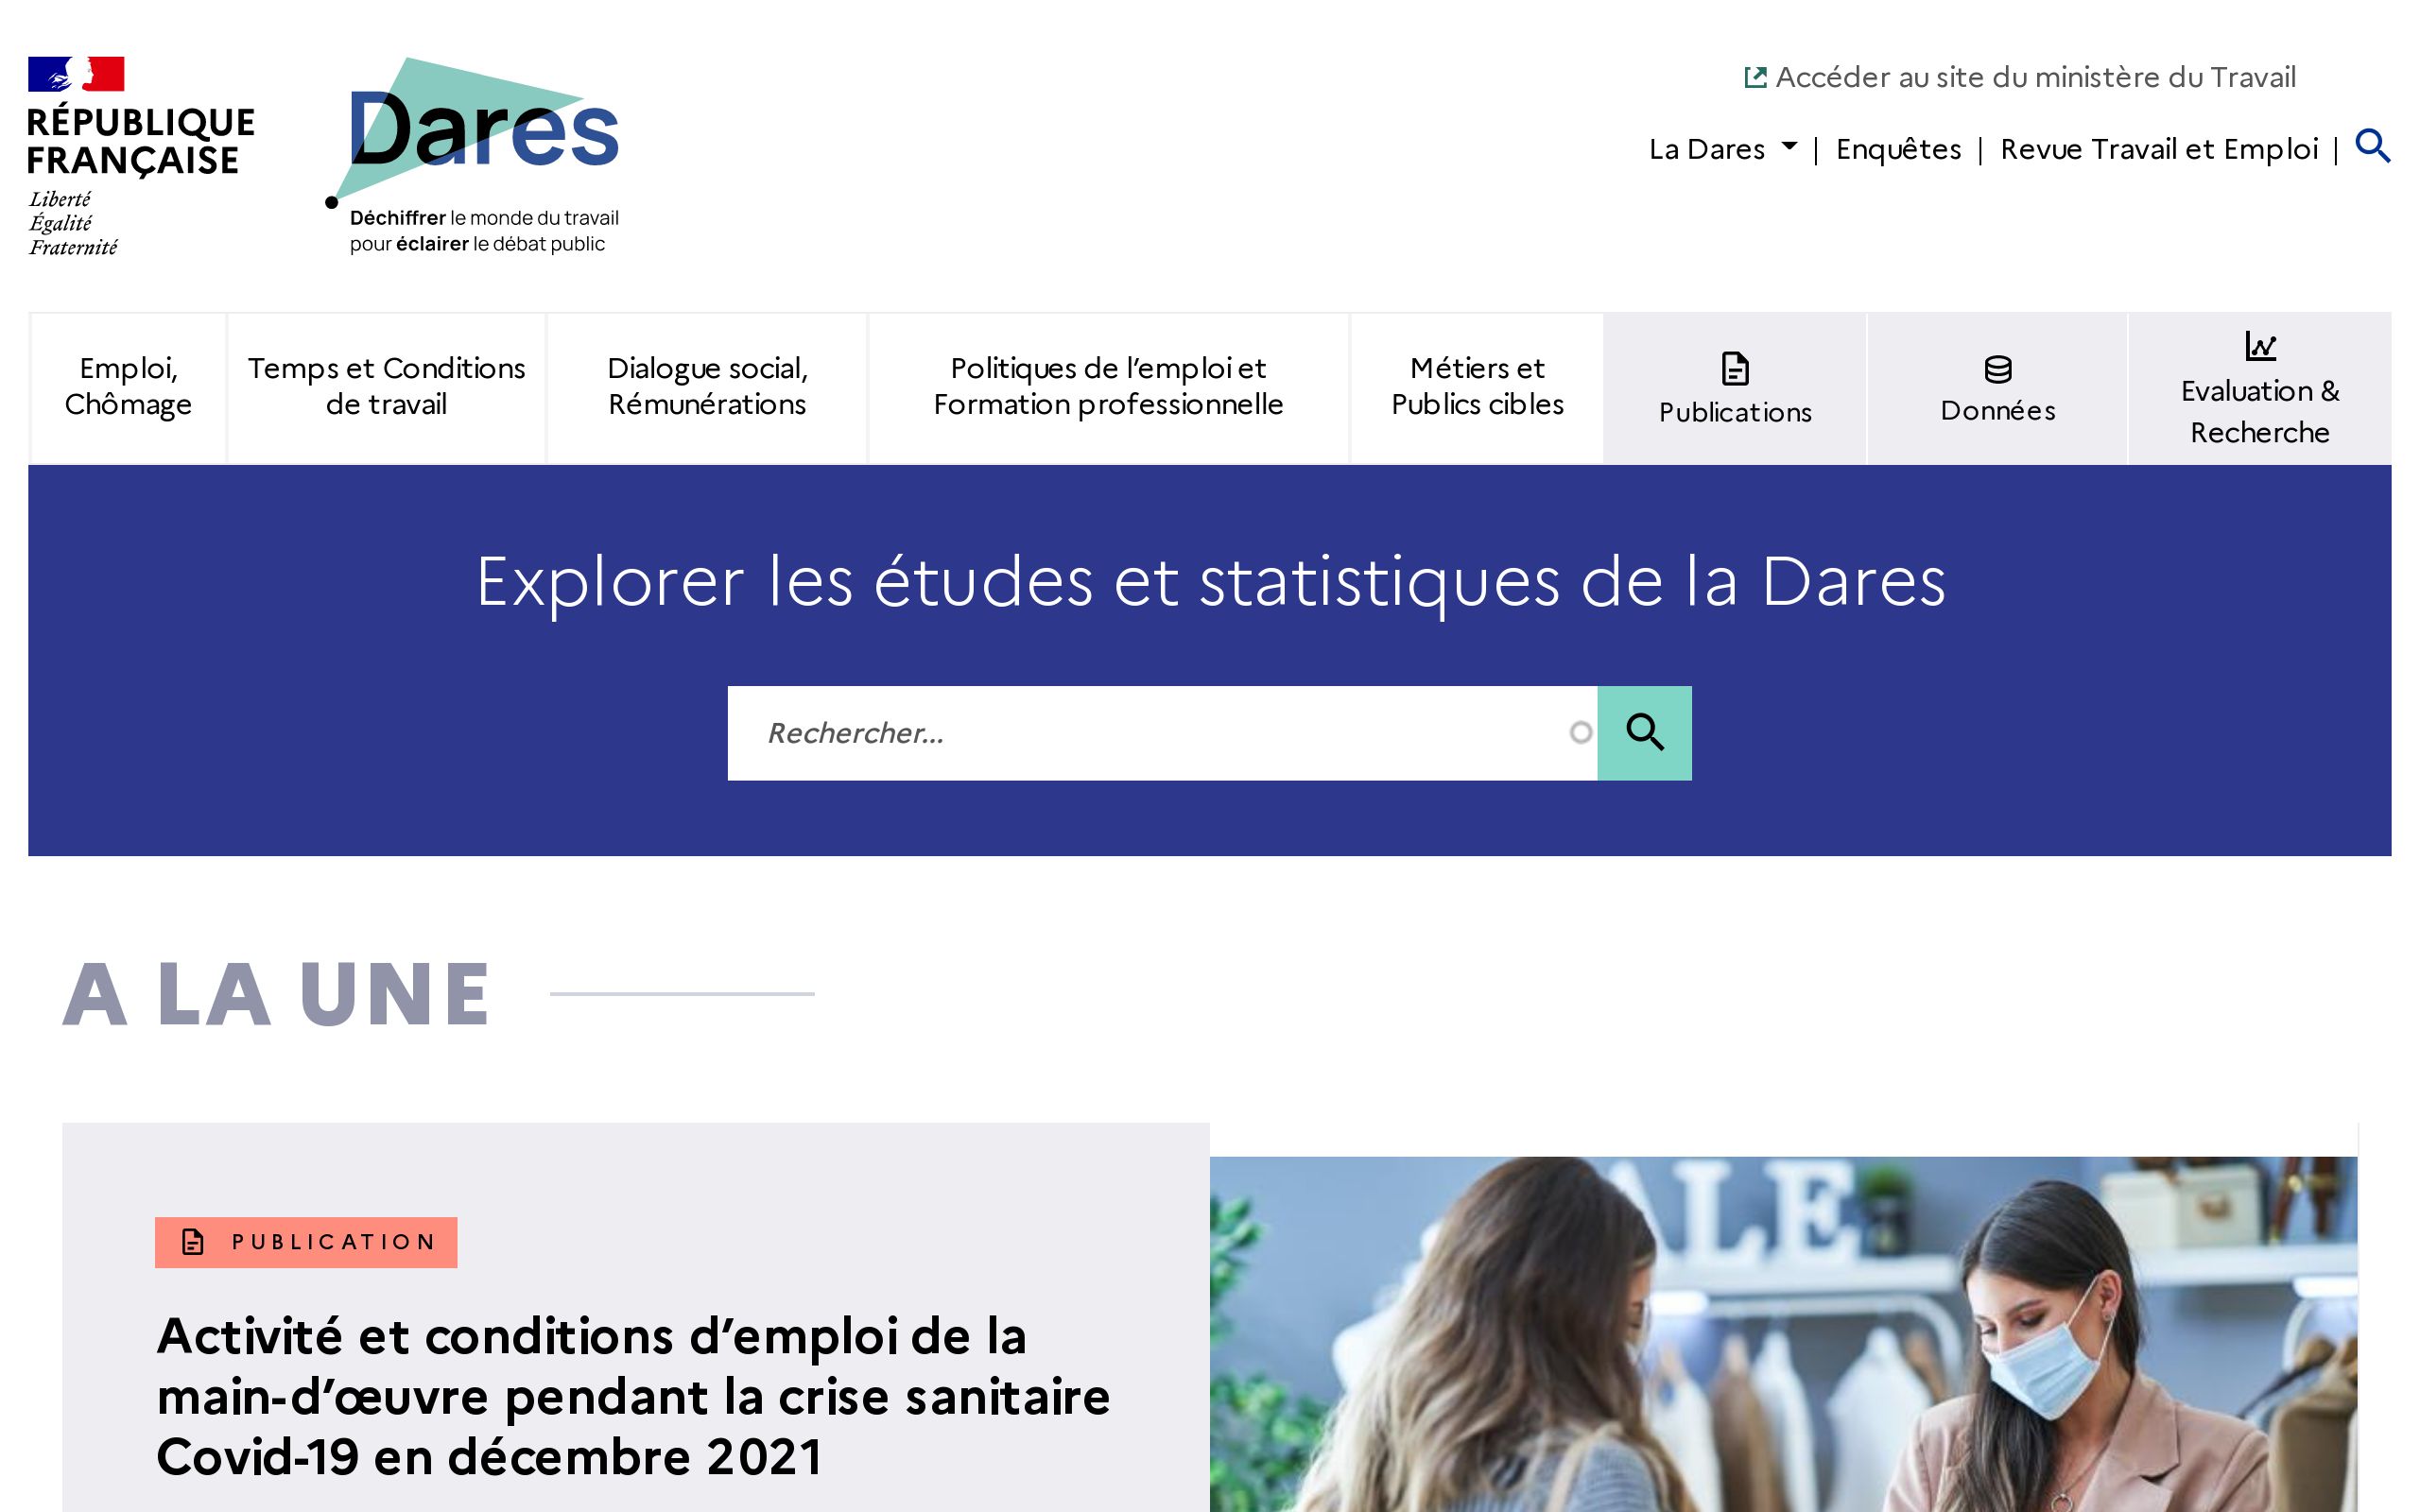 RÉPUBLIQUE
FRANÇAISE
Liberté
Égalité
Fraternité
Dares
Déchiffrer le monde du travail
pour éclairer le débat public
Accéder au site du ministère du Travail
La Dares | Enquêtes | Revue Travail et Emploi |
Emploi,
Chômage
Temps et Conditions
de travail
Dialogue social,
Rémunérations
Politiques de l’emploi et
Formation professionnelle
Métiers et
Publics cibles
Publications
Données
Evaluation &
Recherche
Explorer les études et statistiques de la Dares
Rechercher...
A LA UNE
PUBLICATION
Activité et conditions d’emploi de la
main-d’œuvre pendant la crise sanitaire
Covid-19 en décembre 2021
ALE